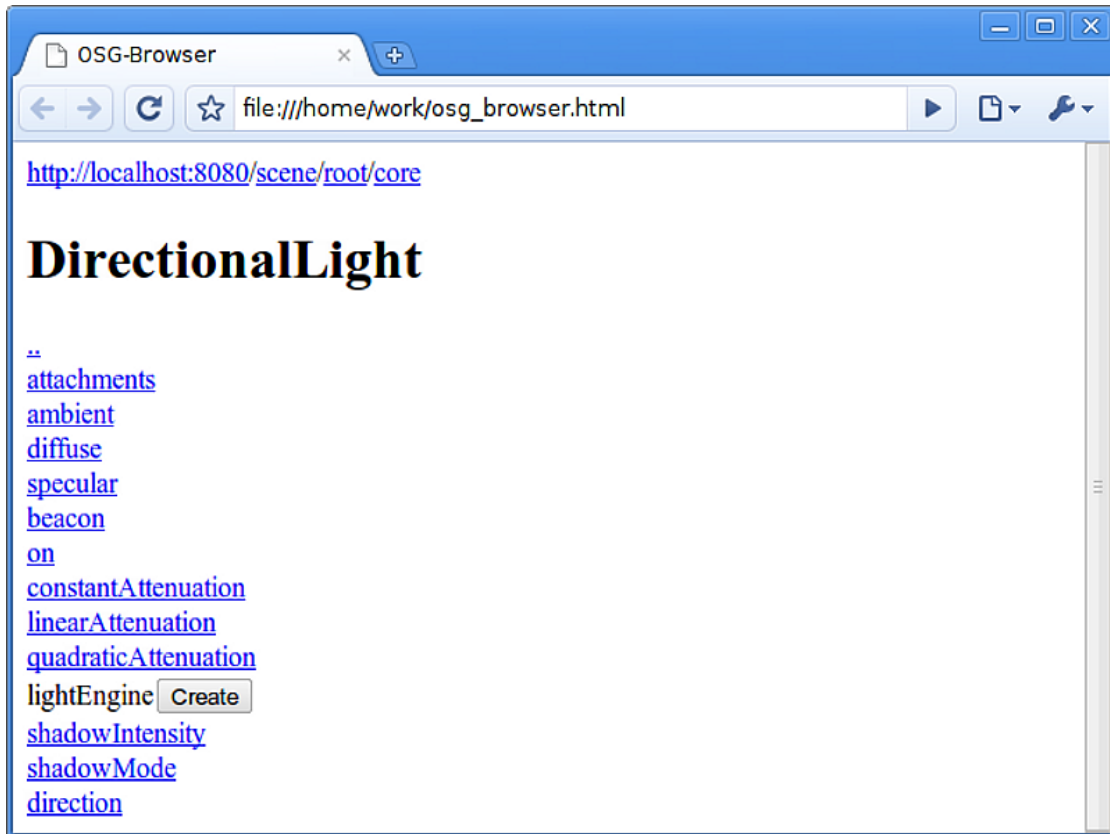 OSG-Browser
file:///home/work/osg_browser.html
http://localhost:8080/scene/root/core
DirectionalLight
..
attachments
ambient
diffuse
specular
beacon
on
constantAttenuation
linearAttenuation
quadraticAttenuation
lightEngine Create
shadowIntensity
shadowMode
direction